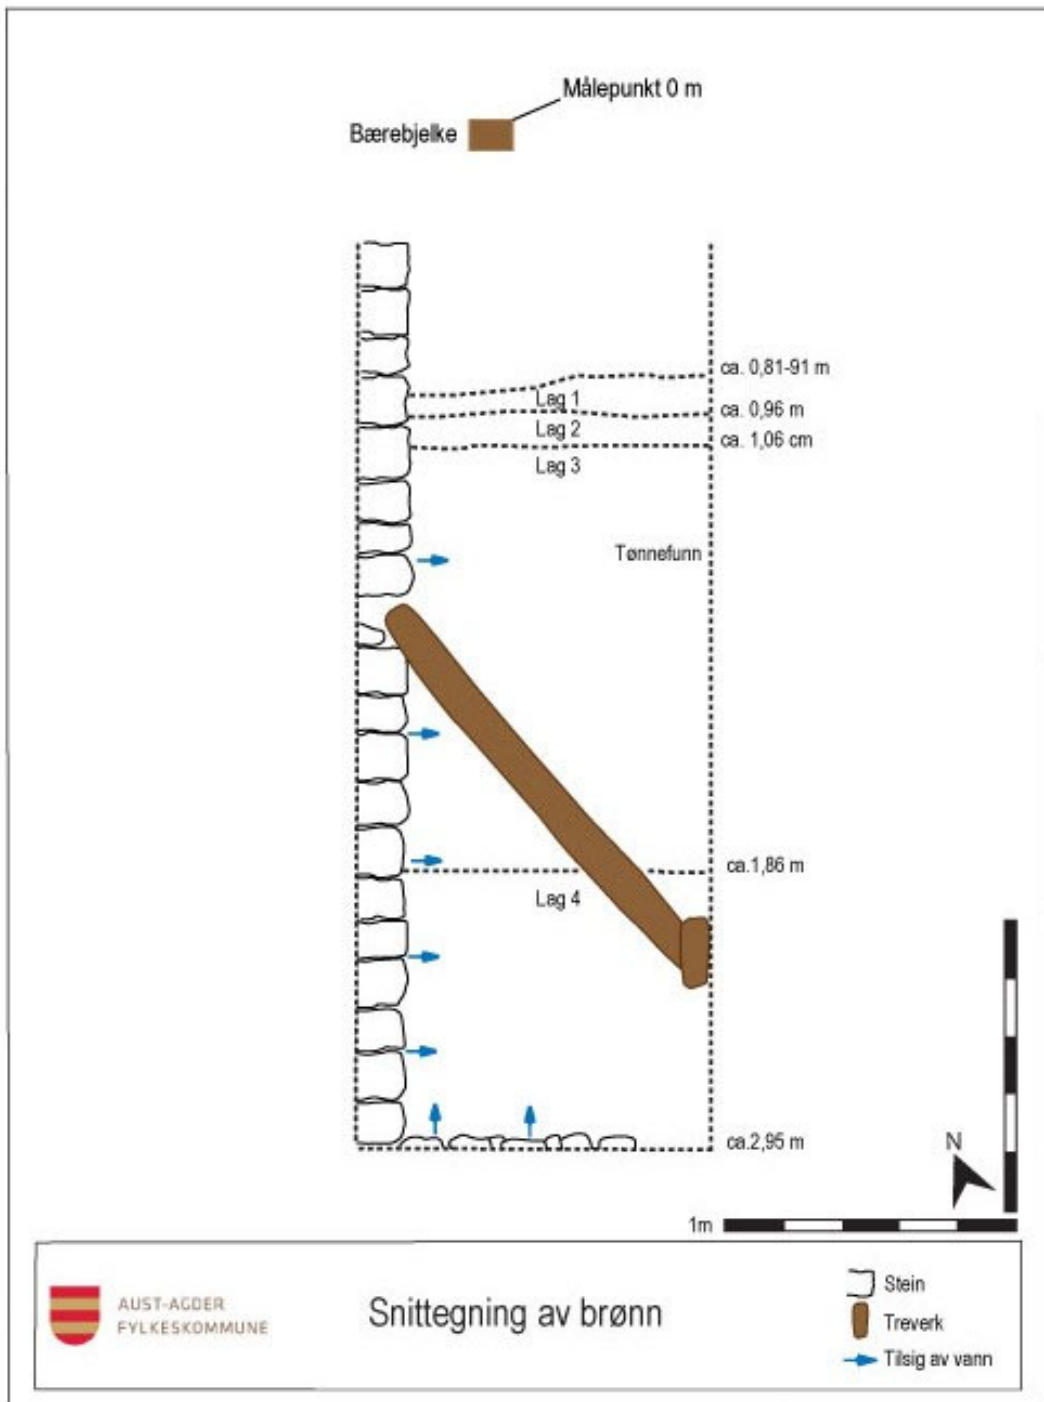 Målepunkt 0 m
Bærebjelke
ca. 0,81-91 m
Lag 1
ca. 0,96 m
Lag 2
ca. 1,06 cm
Lag 3
Tønnefunn
ca.1,86 m
Lag 4
ca.2,95 m
N
1m
AUST-AGDER
FYLKESKOMMUNE
Snittegning av brønn
Stein
Treverk
Tilsig av vann